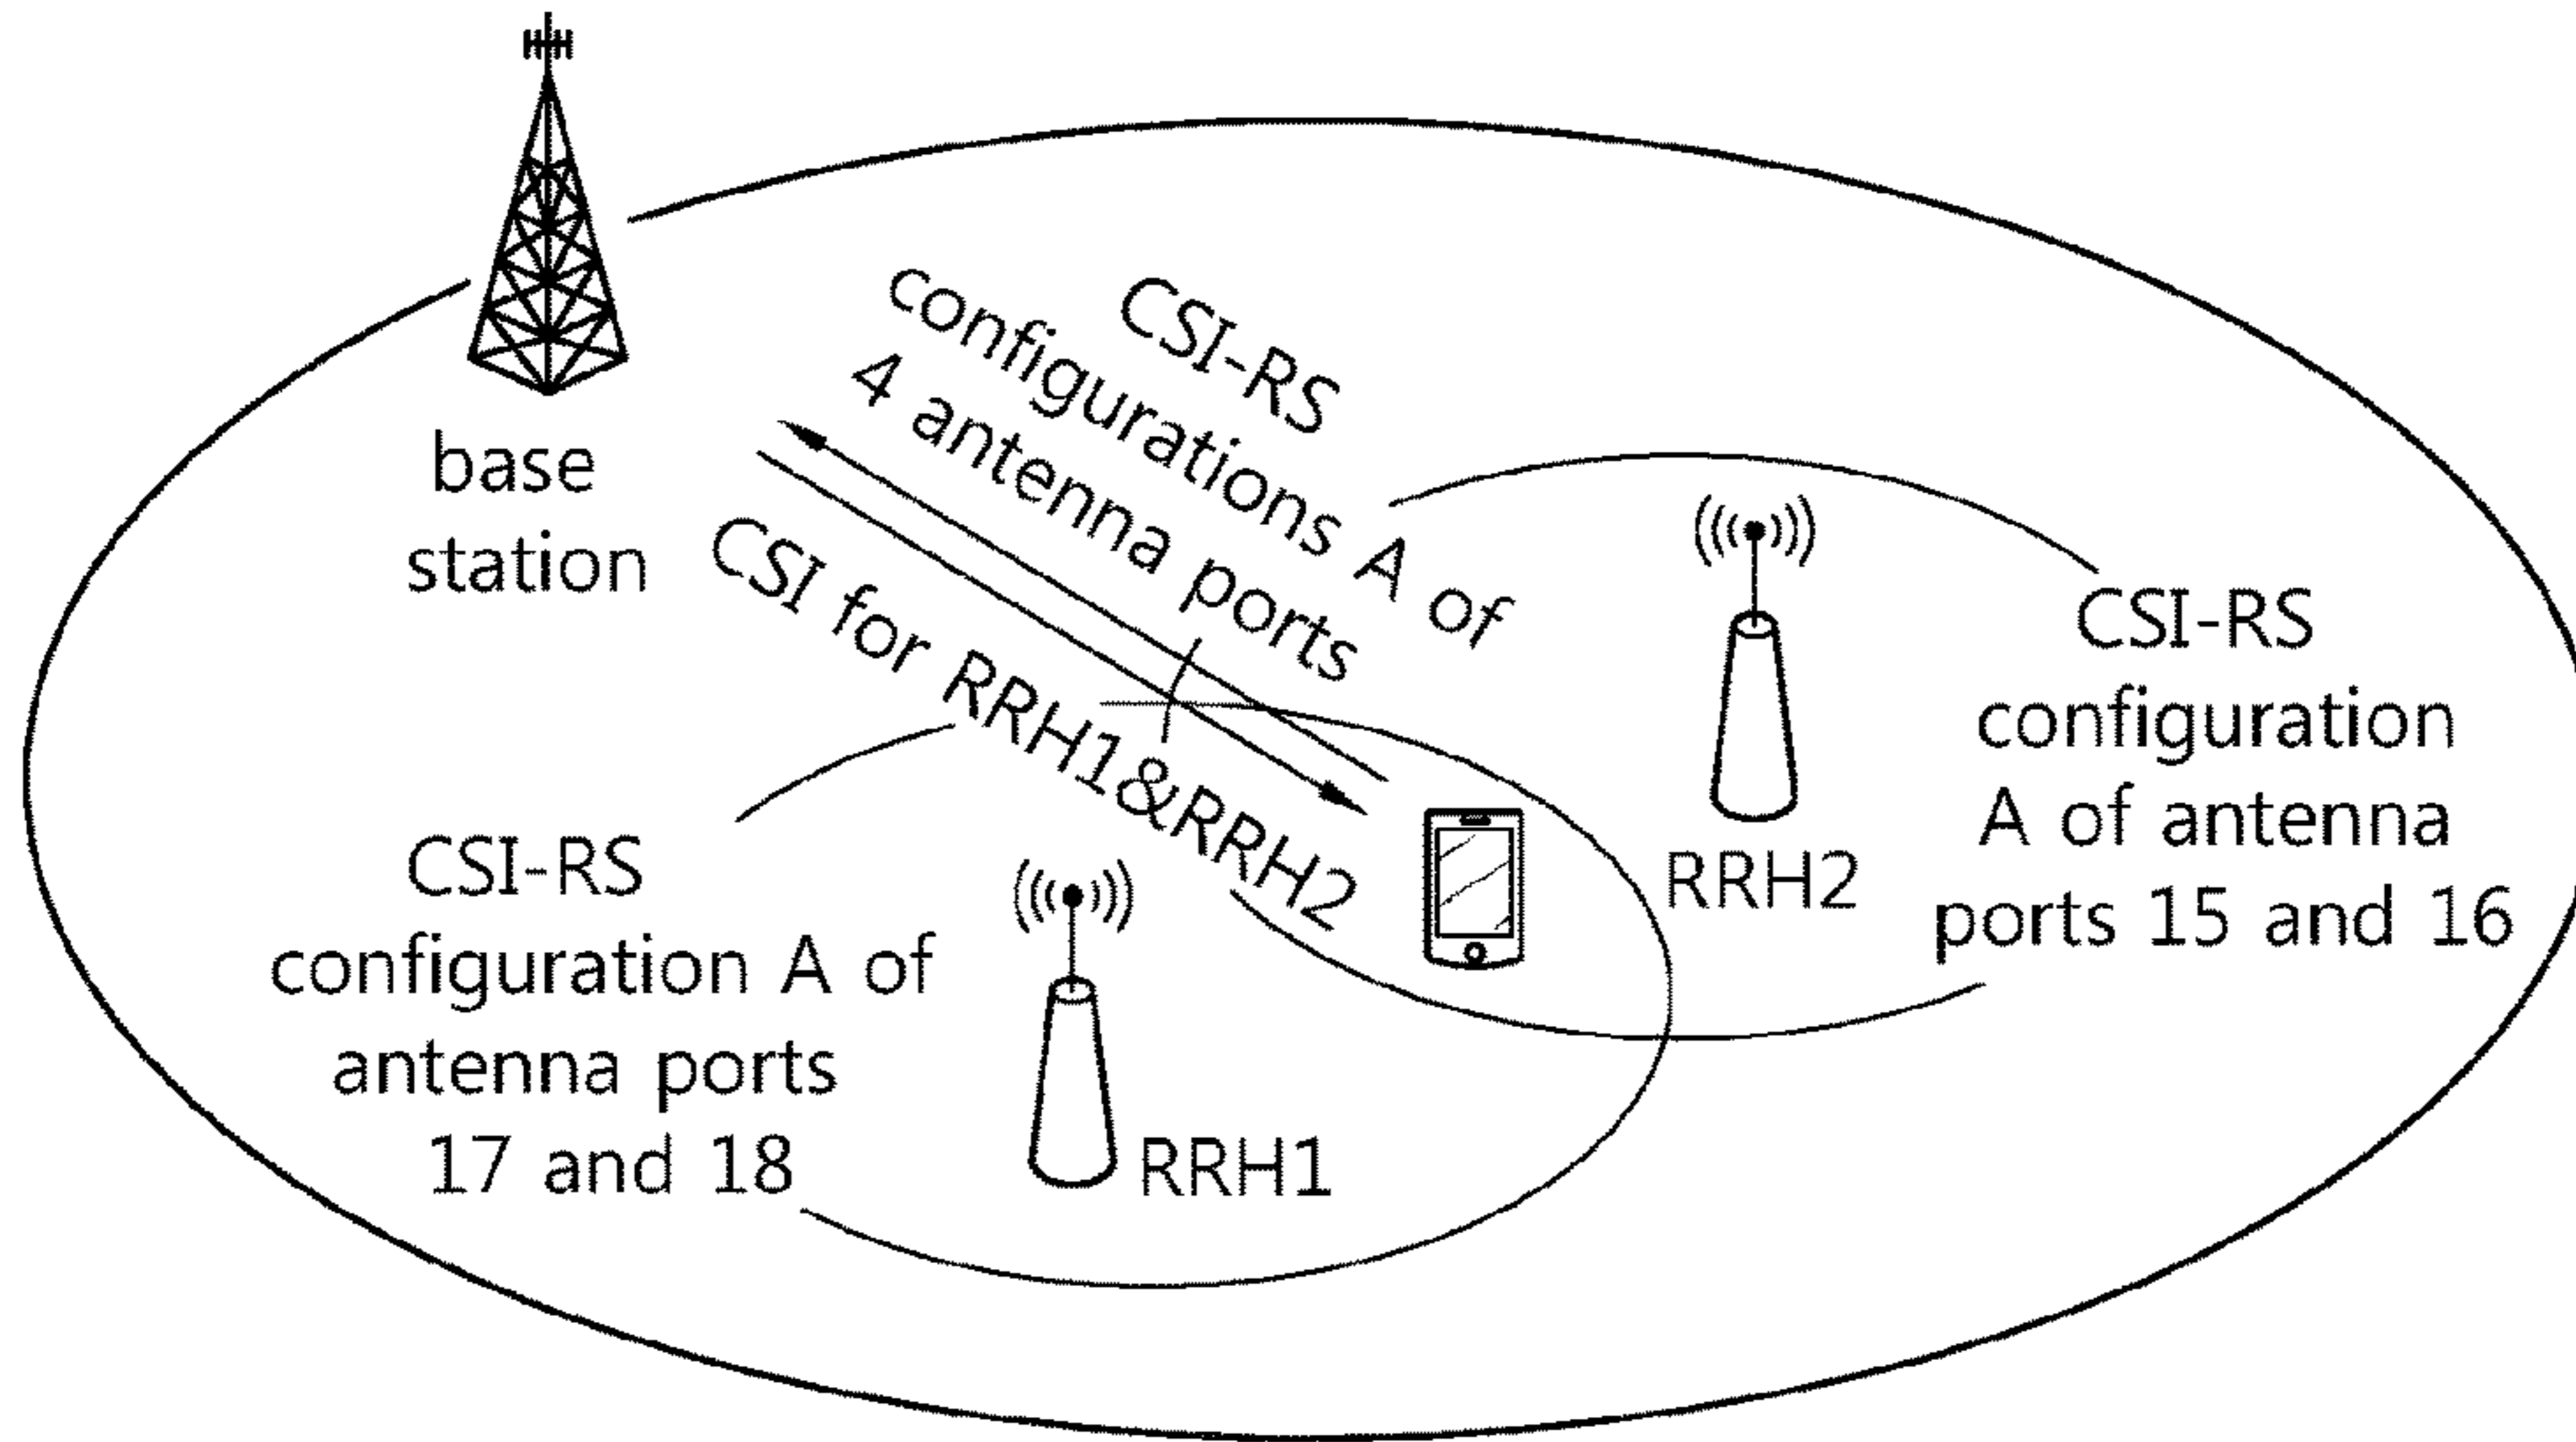 base
station
CSI-RS
configurations A of
4 antenna ports
CSI for RRH1&RRH2
RRH2
CSI-RS
configuration
A of antenna
ports 15 and 16
CSI-RS
configuration A of
antenna ports
17 and 18
RRH1